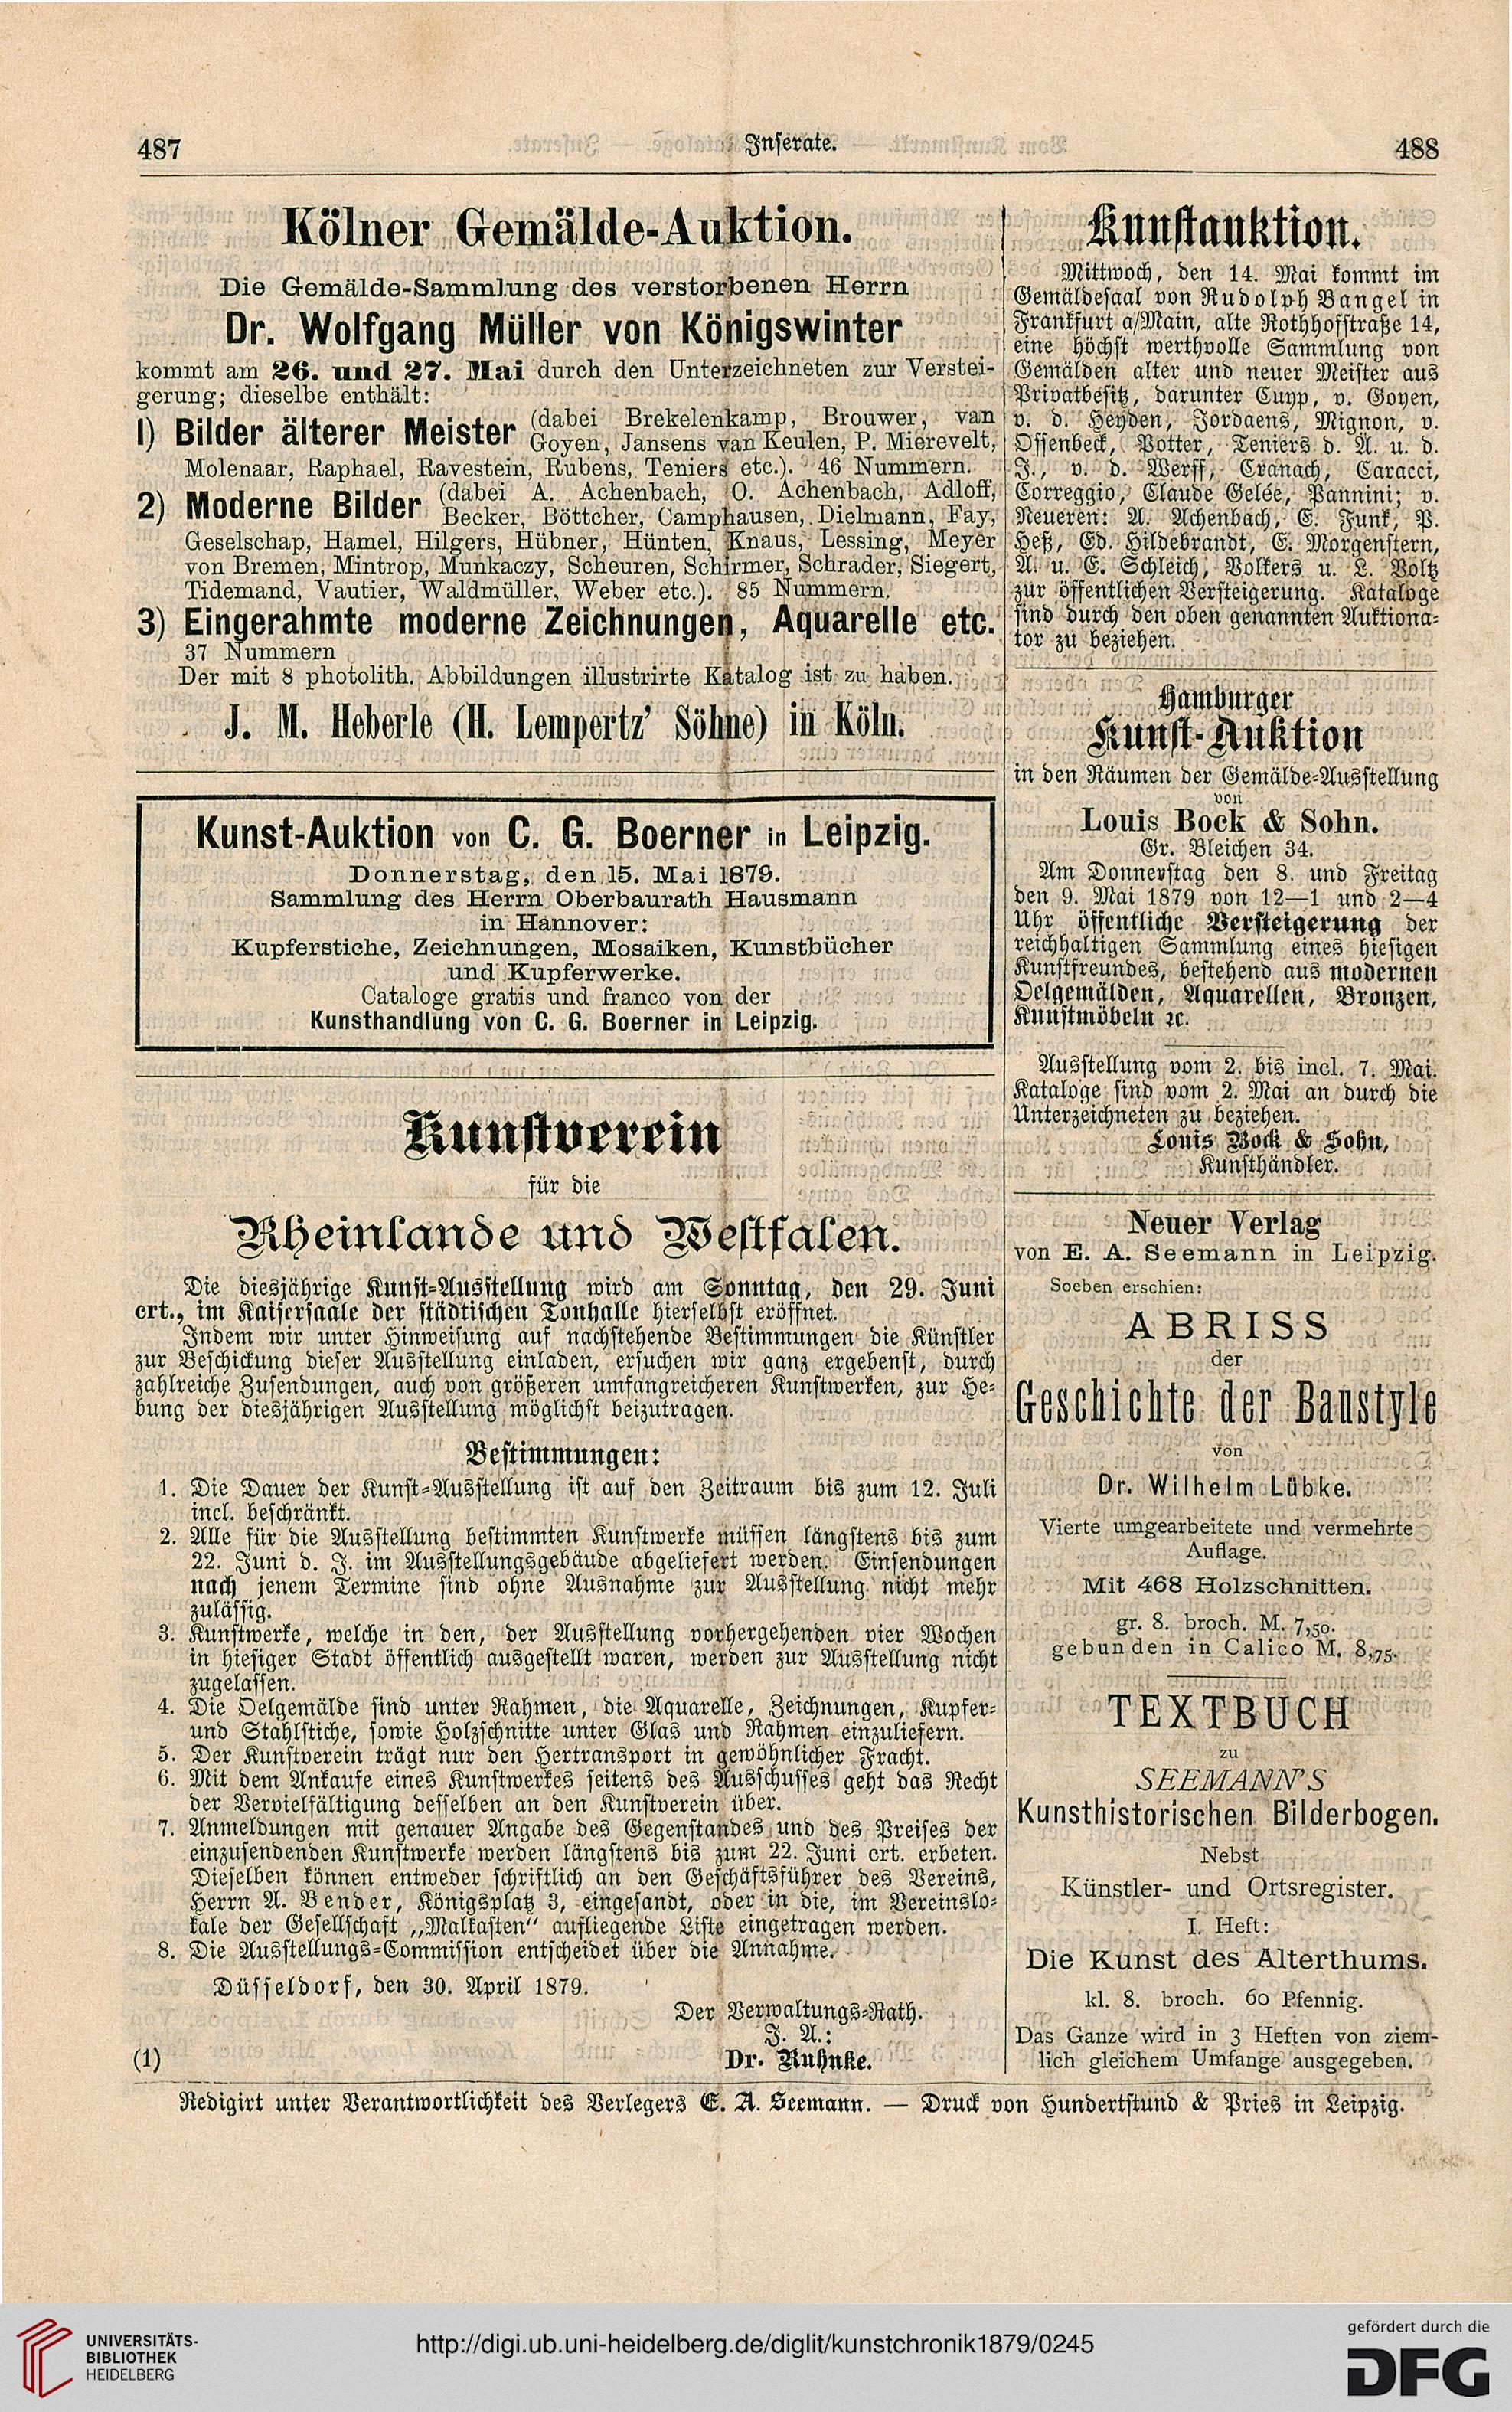 487
Inserate.
488
Kölner Gemälde-Auktion.
Die Gemälde-Sammlung des verstorbenen Herrn
Dr. Wolfgang Müller von Königswinter
kommt am 26. und 27. Mai durch den Unterzeichneten zur Verstei-
gerung; dieselbe enthält:
1) Bilder älterer Meister (dabei Brekelenkamp, Brouwer, van
Goyen, Jansens van Keulen, P. Mierevelt,
Molenaar, Raphael, Ravestein, Rubens, Teniers etc.). 46 Nummern.
2) Moderne Bilder (dabei A. Achenbach, O. Achenbach, Adloff,
Becker, Böttcher, Camphausen, Dielmann, Fay,
Geselschap, Hamel, Hilgers, Hübner, Hünten, Knaus, Lessing, Meyer
von Bremen, Mintrop, Munkaczy, Scheuren, Schirmer, Schrader, Siegert,
Tidemand, Vautier, Waldmüller, Weber etc.). 85 Nummern.
3) Eingerahmte moderne Zeichnungen, Aquarelle etc.
37 Nummern
Der mit 8 photolith. Abbildungen illustrirte Katalog ist zu haben.
J. M. Heberle (H. Lempertz' Söhne) in Köln.
Kunst-Auktion von C. G. Boerner in Leipzig.
Donnerstag, den 15. Mai 1879.
Sammlung des Herrn Oberbaurath Hausmann
in Hannover:
Kupferstiche, Zeichnungen, Mosaiken, Kunstbücher
und Kupferwerke.
Cataloge gratis und franco von der
Kunsthandlung von C. G. Boerner in Leipzig.
Kunstverein
für die
Rheinlande und Westfalen.
Die diesjährige Kunst-Ausstellung wird am Sonntag, den 29. Juni
crt., im Kaisersaale der städtischen Tonhalle hierselbst eröffnet.
Indem wir unter Hinweisung auf nachstehende Bestimmungen die Künstler
zur Beschickung dieser Ausstellung einladen, ersuchen wir ganz ergebenst, durch
zahlreiche Zusendungen, auch von größeren umfangreicheren Kunstwerken, zur He-
bung der diesjährigen Ausstellung möglichst beizutragen.
Bestimmungen:
1. Die Dauer der Kunst-Ausstellung ist auf den Zeitraum bis zum 12. Juli
incl. beschränkt.
2. Alle für die Ausstellung bestimmten Kunstwerke müssen längstens bis zum
22. Juni d. J. im Ausstellungsgebäude abgeliefert werden. Einsendungen
nach jenem Termine sind ohne Ausnahme zur Ausstellung nicht mehr
zulässig.
3. Kunstwerke, welche in den, der Ausstellung vorhergehenden vier Wochen
in hiesiger Stadt öffentlich ausgestellt waren, werden zur Ausstellung nicht
zugelassen.
4. Die Oelgemälde sind unter Rahmen, die Aquarelle, Zeichnungen, Kupfer-
und Stahlstiche, sowie Holzschnitte unter Glas und Rahmen einzuliefern.
5. Der Kunstverein trägt nur den Hertransport in gewöhnlicher Fracht.
6. Mit dem Ankaufe eines Kunstwerkes seitens des Ausschusses geht das Recht
der Vervielfältigung desselben an den Kunstverein über.
7. Anmeldungen mit genauer Angabe des Gegenstandes und des Preises der
einzusendenden Kunstwerke werden längstens bis zum 22. Juni crt. erbeten.
Dieselben können entweder schriftlich an den Geschäftsführer des Vereins,
Herrn A. Bender, Königsplatz 3, eingesandt, oder in die, im Vereinslo-
kale der Gesellschaft „Malkasten“ aufliegende Liste eingetragen werden.
8. Die Ausstellungs-Commission entscheidet über die Annahme.
Düsseldorf, den 30. April 1879.
Der Verwaltungs-Rath.
J. A.:
(1) Dr. Ruhnke.
Kunstauktion.
Mittwoch, den 14. Mai kommt im
Gemäldesaal von Rudolph Bangel in
Frankfurt a/Main, alte Rothhofstraße 14,
eine höchst werthvolle Sammlung von
Gemälden alter und neuer Meister aus
Privatbesitz, darunter Cuyp, v. Goyen,
v. d. Heyden, Jordaens, Mignon, v.
Ossenbeck, Potter, Teniers d. A. u. d.
J., v. d. Werff, Cranach, Caracci,
Correggio, Claude Gelée, Pannini; v.
Neueren: A. Achenbach, E. Funk, P.
Heß, Ed. Hildebrandt, E. Morgenstern,
A. u. E. Schleich, Volkers u. L. Voltz
zur öffentlichen Versteigerung. Kataloge
sind durch den oben genannten Auktiona-
tor zu beziehen.
Hamburger
Kunst-Auktion
in den Räumen der Gemälde-Ausstellung
von
Louis Bock & Sohn.
Gr. Bleichen 34.
Am Donnerstag den 8. und Freitag
den 9. Mai 1879 von 12—1 und 2—4
Uhr öffentliche Versteigerung der
reichhaltigen Sammlung eines hiesigen
Kunstfreundes, bestehend aus modernen
Oelgemälden, Aquarellen, Bronzen,
Kunstmöbeln ꝛc.
Ausstellung vom 2. bis incl. 7. Mai.
Kataloge sind vom 2. Mai an durch die
Unterzeichneten zu beziehen.
Louis Bock & Sohn,
Kunsthändler.
Neuer Verlag
von E. A. Seemann in Leipzig.
Soeben erschien:
ABRISS
der
Geschichte der Baustyle
von
Dr. Wilhelm Lübke.
Vierte umgearbeitete und vermehrte
Auflage.
Mit 468 Holzschnitten.
gr. 8. broch. M. 7,50.
gebunden in Calico M. 8,75.
TEXTBUCH
zu
SEEMANN'S
Kunsthistorischen Bilderbogen.
Nebst
Künstler- und Ortsregister.
I. Heft:
Die Kunst des Alterthums.
kl. 8. broch. 60 Pfennig.
Das Ganze wird in 3 Heften von ziem-
lich gleichem Umfange ausgegeben.
Redigirt unter Verantwortlichkeit des Verlegers E. A. Seemann. — Druck von Hundertstund & Pries in Leipzig.
UNIVERSITÄTS-
BIBLIOTHEK
HEIDELBERG
http://digi.ub.uni-heidelberg.de/diglit/kunstchronik1879/0245
gefördert durch die
DFG